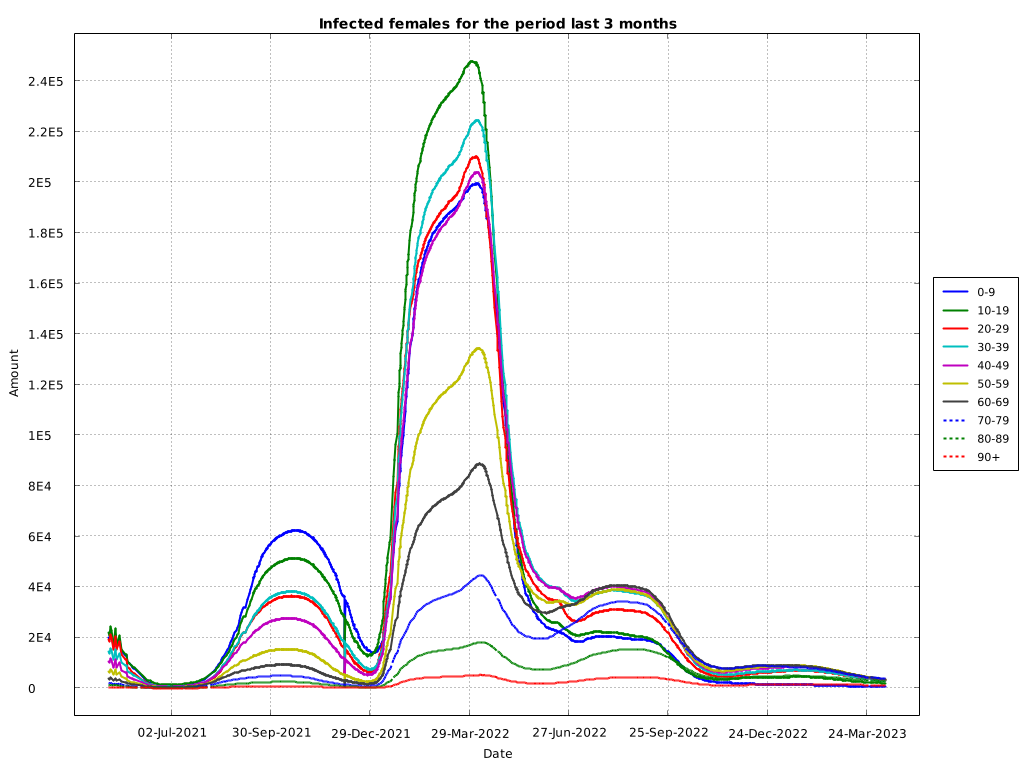 Infected females for the period last 3 months
Amount
2.4E5
2.2E5
2E5
1.8E5
1.6E5
1.4E5
1.2E5
1E5
8E4
6E4
4E4
2E4
0
02-Jul-2021
30-Sep-2021
29-Dec-2021
29-Mar-2022
27-Jun-2022
25-Sep-2022
24-Dec-2022
24-Mar-2023
Date
0-9
10-19
20-29
30-39
40-49
50-59
60-69
70-79
80-89
90+